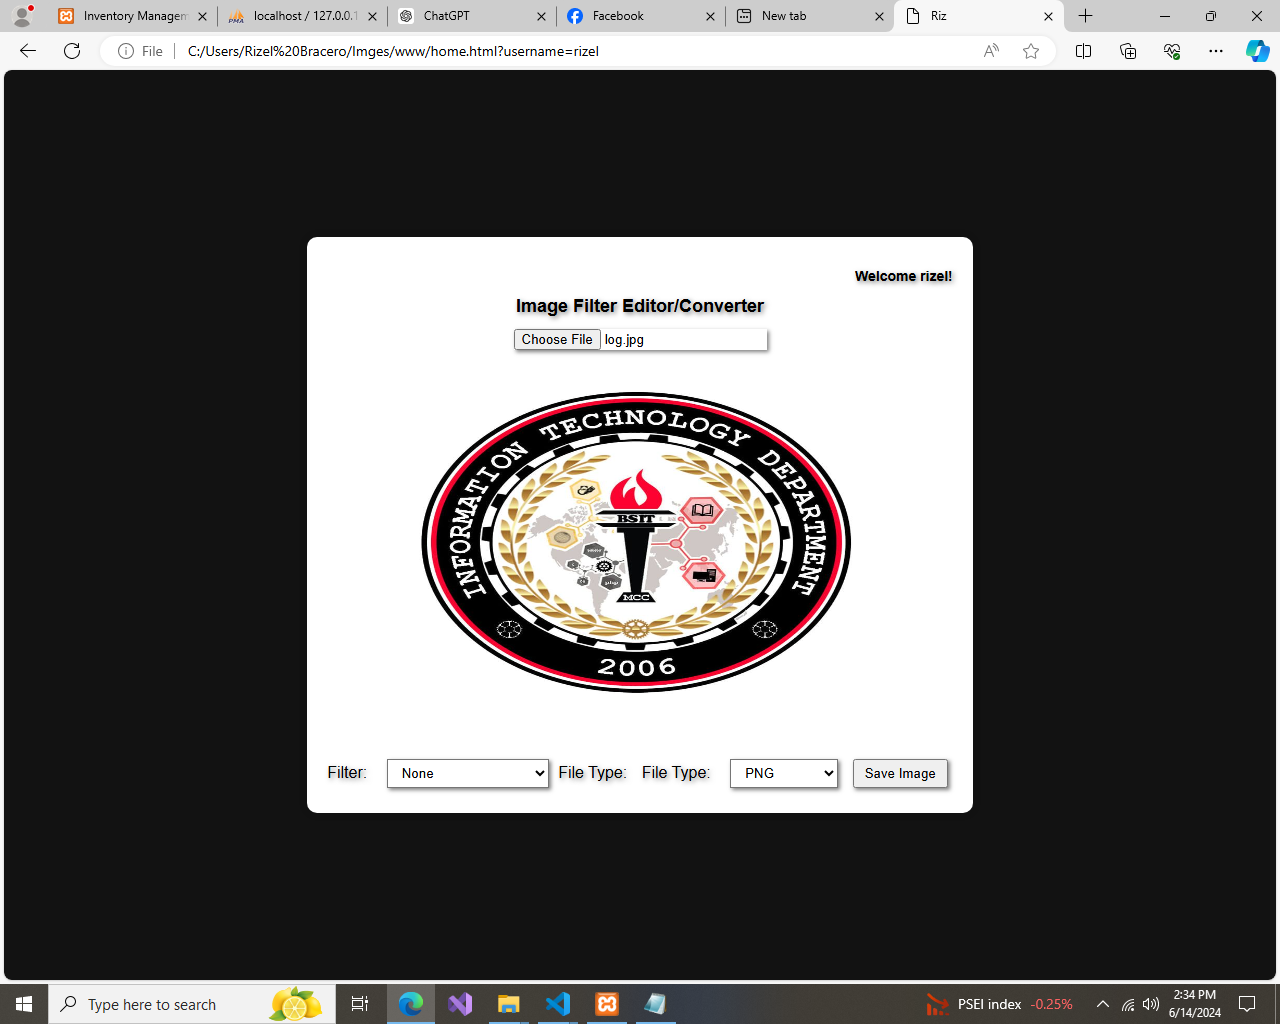 Inventory Managem
localhost / 127.0.0.1
ChatGPT
Facebook
New tab
Riz
File
C:/Users/Rizel%20Bracero/Imges/www/home.html?username=rizel
Welcome rizel!
Image Filter Editor/Converter
Choose File log.jpg
INFORMATION TECHNOLOGY DEPARTMENT
BSIT
MCC
2006
Filter:
None
File Type:
File Type:
PNG
Save Image
Type here to search
PSEI index -0.25%
2:34 PM
6/14/2024